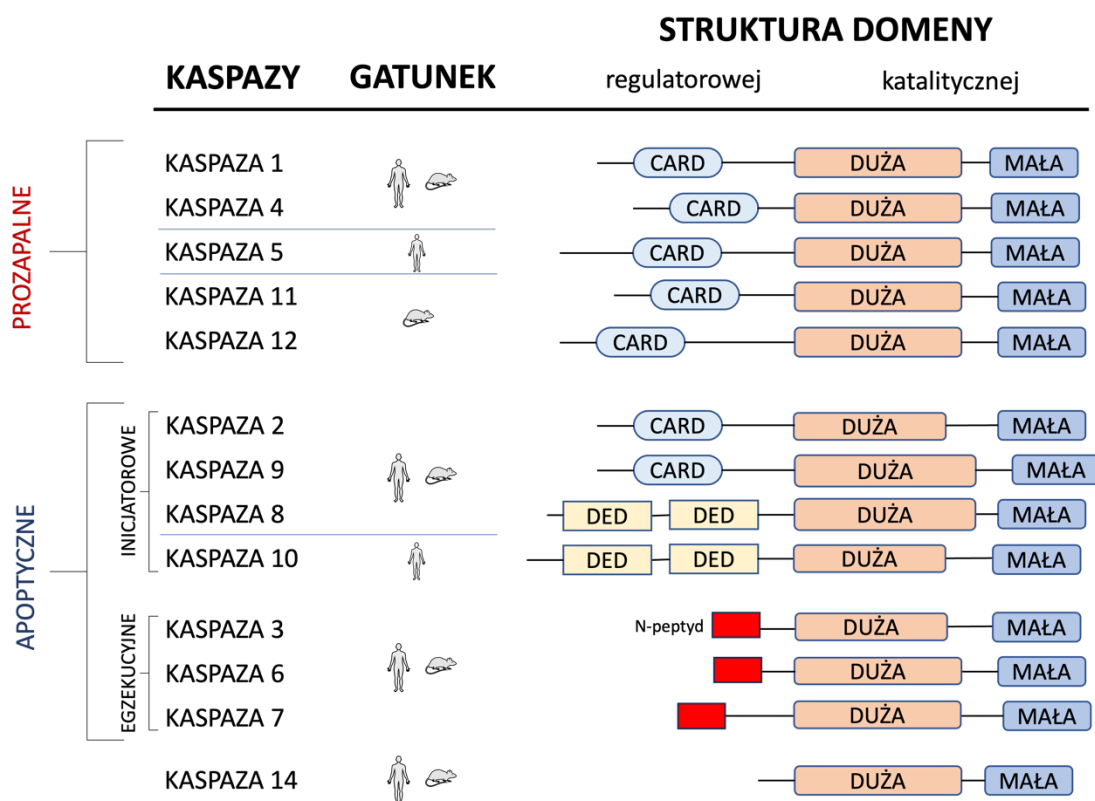 STRUKTURA DOMENY
KASPAZY GATUNEK regulatorowej katalitycznej
PROZAPALNE
KASPAZA 1 CARD DUŻA MAŁA
KASPAZA 4 CARD DUŻA MAŁA
KASPAZA 5 CARD DUŻA MAŁA
KASPAZA 11 CARD DUŻA MAŁA
KASPAZA 12 CARD DUŻA MAŁA
APOPTYCZNE
INICJATOROWE
KASPAZA 2 CARD DUŻA MAŁA
KASPAZA 9 CARD DUŻA MAŁA
KASPAZA 8 DED DED DUŻA MAŁA
KASPAZA 10 DED DED DUŻA MAŁA
EGZEKUCYJNE
KASPAZA 3 N-peptyd DUŻA MAŁA
KASPAZA 6 DUŻA MAŁA
KASPAZA 7 DUŻA MAŁA
KASPAZA 14 DUŻA MAŁA